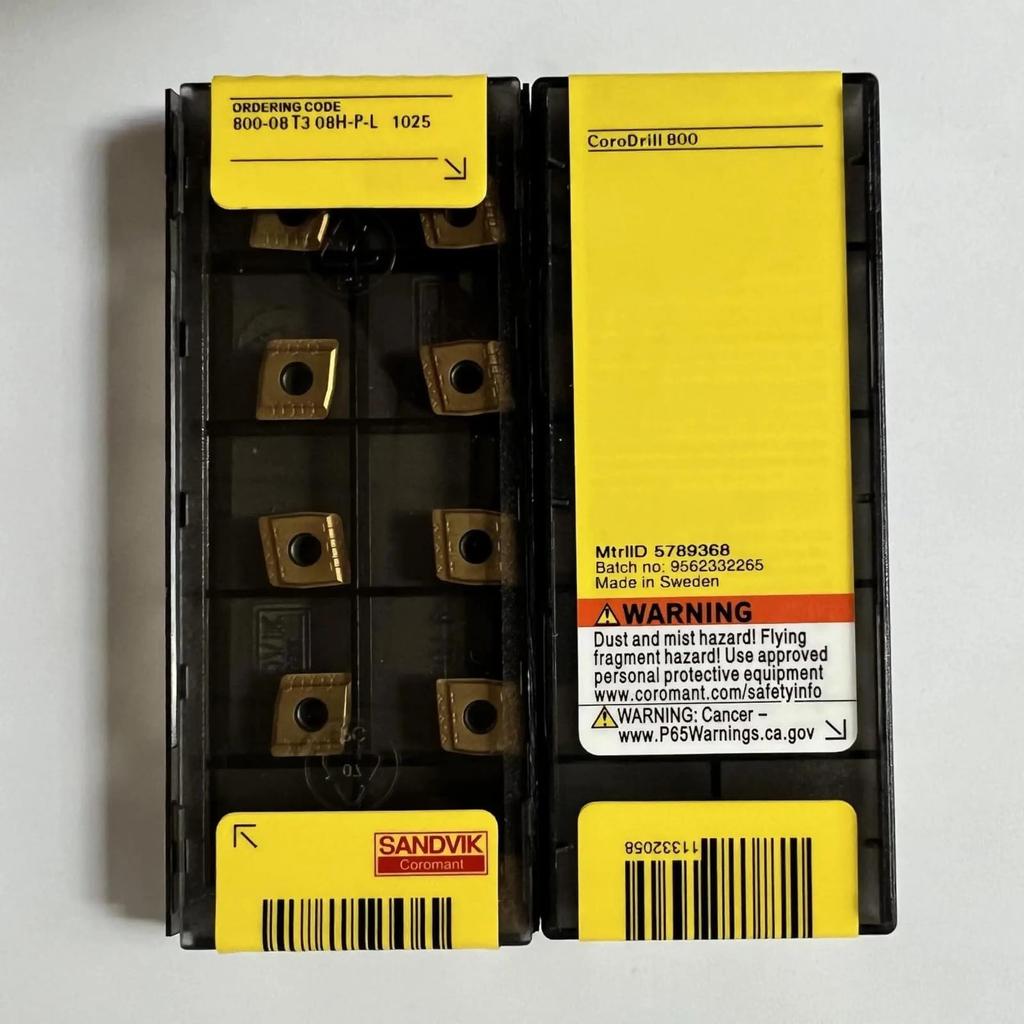 ORDERING CODE
800-08 T3 08H-P-L 1025
SANDVIK
Coromant
CoroDrill 800
MtrlID 5789368
Batch no: 9562332265
Made in Sweden
WARNING
Dust and mist hazard! Flying
fragment hazard! Use approved
personal protective equipment
www.coromant.com/safetyinfo
WARNING: Cancer –
www.P65Warnings.ca.gov
11332058